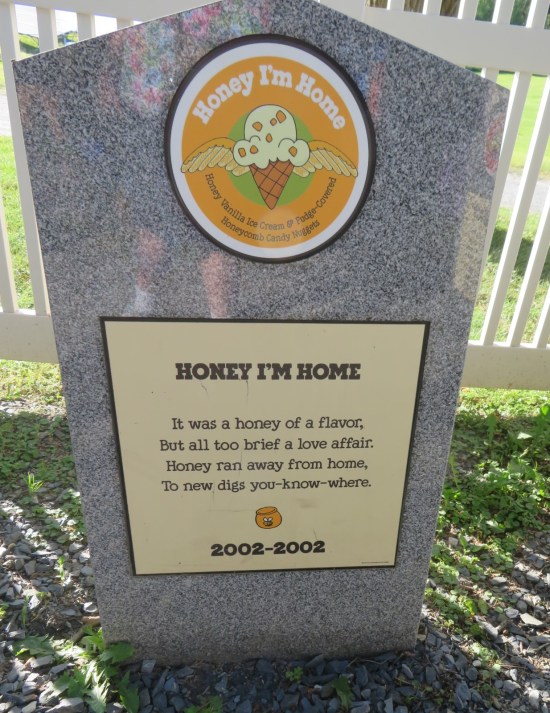 Honey I'm Home
Honey Vanilla Ice Cream & Fudge-Covered
Honeycomb Candy Nuggets
HONEY I'M HOME
It was a honey of a flavor,
But all too brief a love affair.
Honey ran away from home,
To new digs you-know-where.
2002-2002